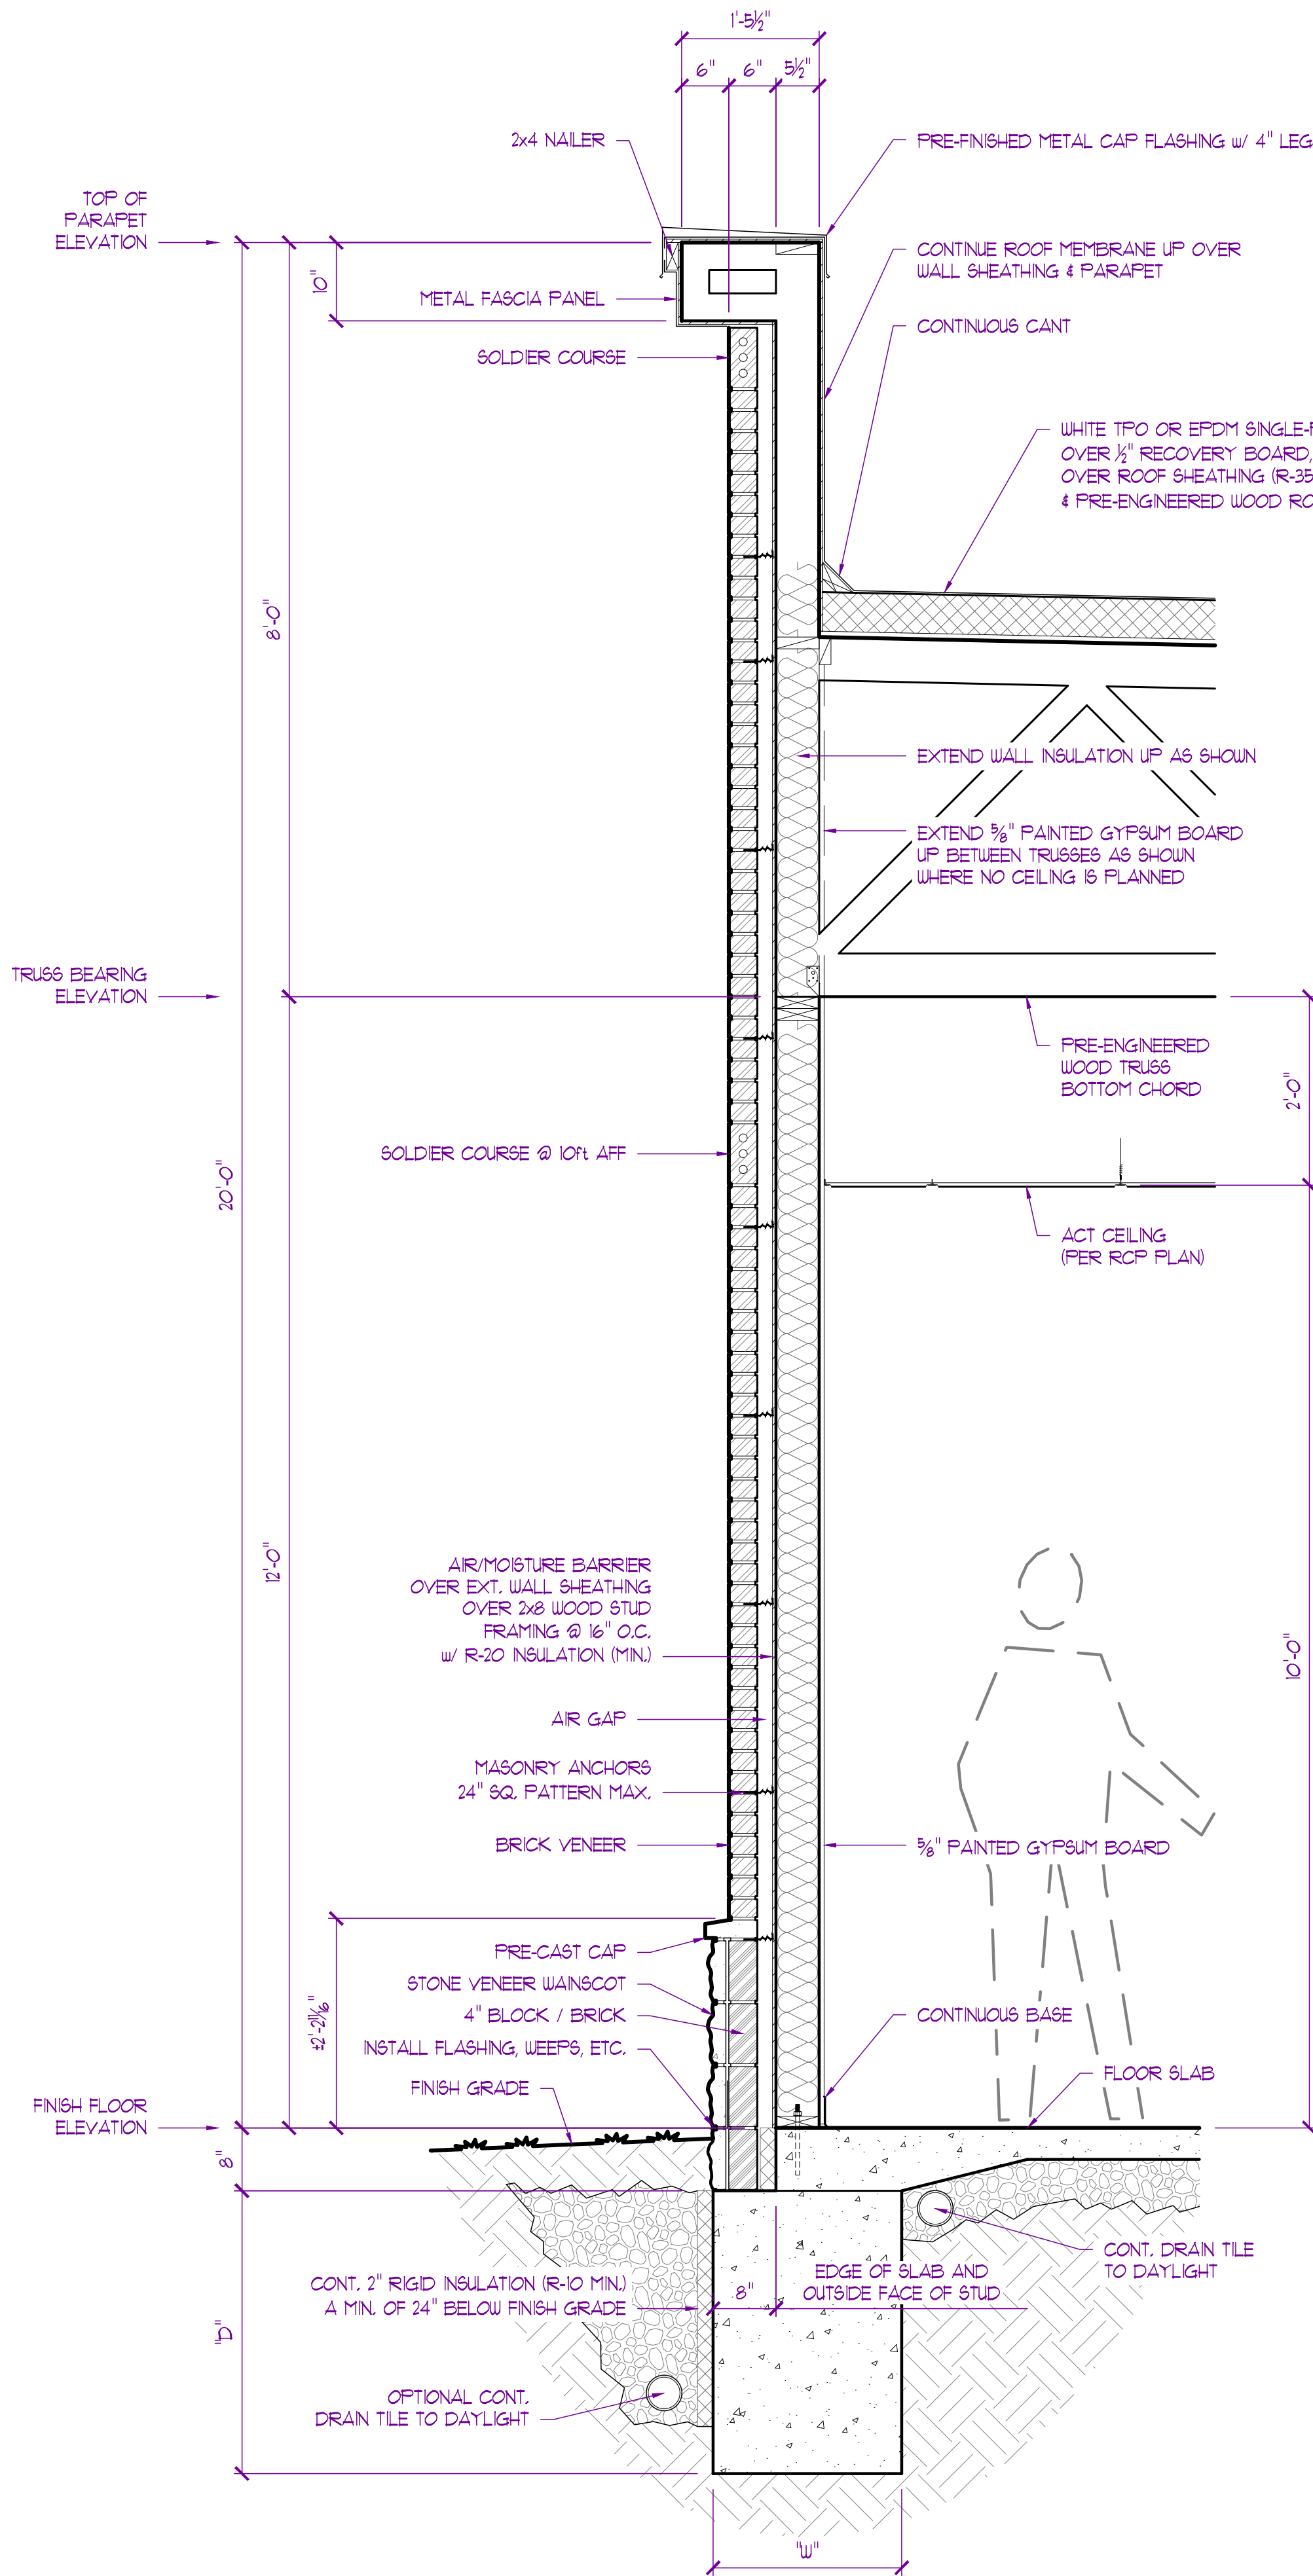 1'-5½"
6"
6"
5½"
2x4 NAILER
PRE-FINISHED METAL CAP FLASHING w/ 4" LEG
TOP OF
PARAPET
ELEVATION
10"
CONTINUE ROOF MEMBRANE UP OVER
WALL SHEATHING & PARAPET
METAL FASCIA PANEL
CONTINUOUS CANT
SOLDIER COURSE
WHITE TPO OR EPDM SINGLE-
OVER ½" RECOVERY BOARD,
OVER ROOF SHEATHING (R-35
& PRE-ENGINEERED WOOD RO
8'-0"
EXTEND WALL INSULATION UP AS SHOWN
EXTEND ⅝" PAINTED GYPSUM BOARD
UP BETWEEN TRUSSES AS SHOWN
WHERE NO CEILING IS PLANNED
TRUSS BEARING
ELEVATION
PRE-ENGINEERED
WOOD TRUSS
BOTTOM CHORD
2'-0"
SOLDIER COURSE @ 10ft AFF
20'-0"
ACT CEILING
(PER RCP PLAN)
12'-0"
AIR/MOISTURE BARRIER
OVER EXT. WALL SHEATHING
OVER 2x8 WOOD STUD
FRAMING @ 16" O.C.
w/ R-20 INSULATION (MIN.)
10'-0"
AIR GAP
MASONRY ANCHORS
24" SQ. PATTERN MAX.
BRICK VENEER
⅝" PAINTED GYPSUM BOARD
PRE-CAST CAP
STONE VENEER WAINSCOT
4" BLOCK / BRICK
CONTINUOUS BASE
±2'-2 11/16"
INSTALL FLASHING, WEEPS, ETC.
FINISH GRADE
FLOOR SLAB
FINISH FLOOR
ELEVATION
8"
CONT. DRAIN TILE
TO DAYLIGHT
CONT. 2" RIGID INSULATION (R-10 MIN.)
A MIN. OF 24" BELOW FINISH GRADE
8"
EDGE OF SLAB AND
OUTSIDE FACE OF STUD
"D"
OPTIONAL CONT.
DRAIN TILE TO DAYLIGHT
"W"